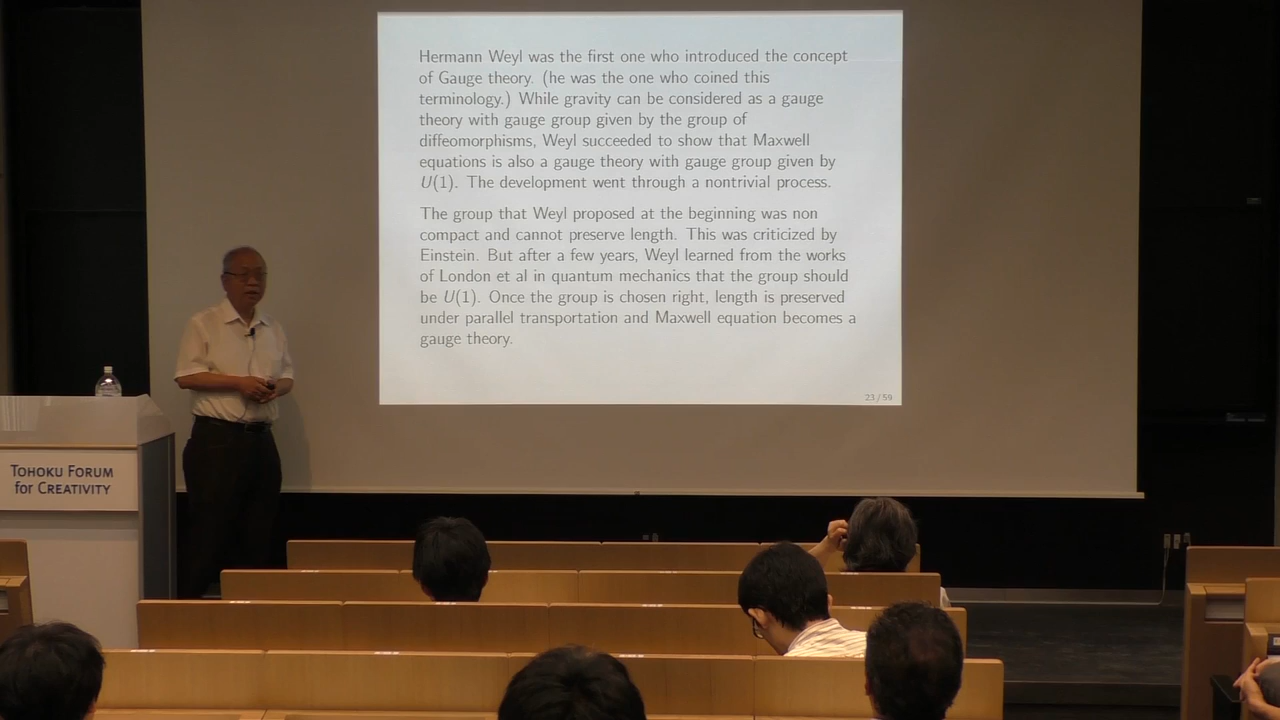 Hermann Weyl was the first one who introduced the concept
of Gauge theory. (he was the one who coined this
terminology.) While gravity can be considered as a gauge
theory with gauge group given by the group of
diffeomorphisms, Weyl succeeded to show that Maxwell
equations is also a gauge theory with gauge group given by
U(1). The development went through a nontrivial process.
The group that Weyl proposed at the beginning was non
compact and cannot preserve length. This was criticized by
Einstein. But after a few years, Weyl learned from the works
of London et al in quantum mechanics that the group should
be U(1). Once the group is chosen right, length is preserved
under parallel transportation and Maxwell equation becomes a
gauge theory.
23 / 59
TOHOKU FORUM
for CREATIVITY